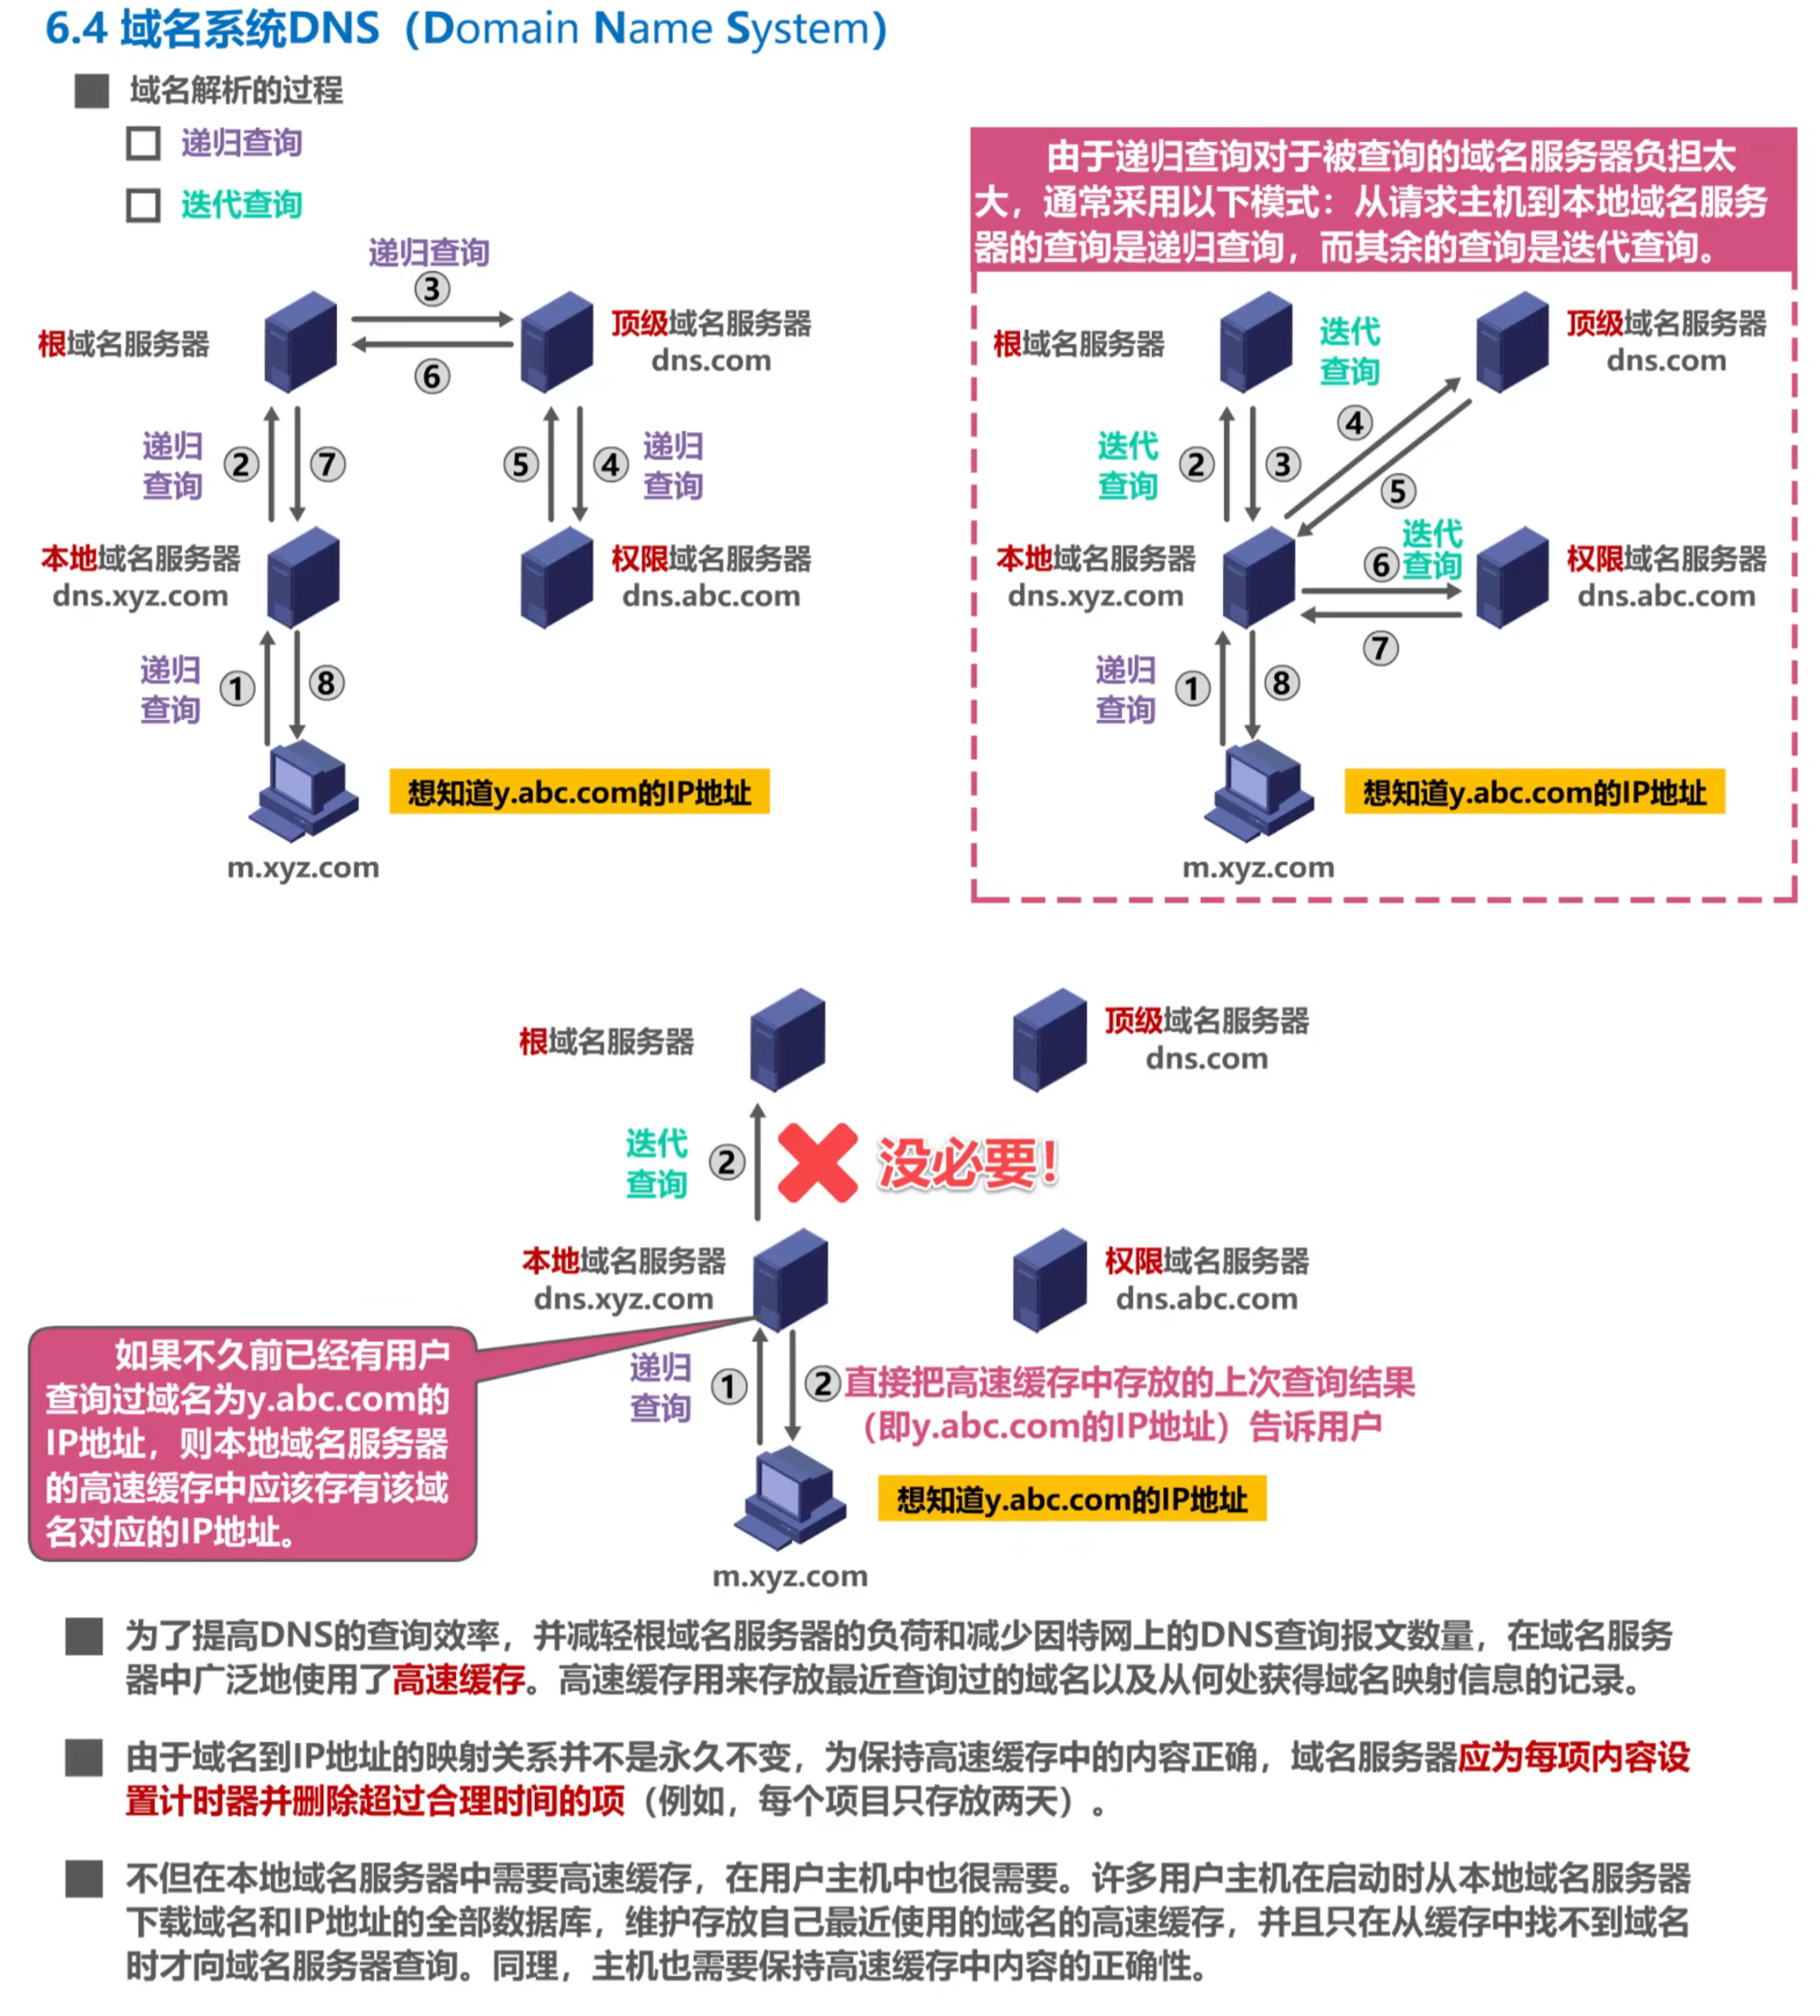 6.4 域名系统DNS（Domain Name System）
域名解析的过程
递归查询
迭代查询
递归查询
③
根域名服务器
顶级域名服务器
dns.com
⑥
递归
查询
②
⑦
⑤
④
递归
查询
本地域名服务器
dns.xyz.com
权限域名服务器
dns.abc.com
递归
查询
①
⑧
想知道y.abc.com的IP地址
m.xyz.com
由于递归查询对于被查询的域名服务器负担太
大，通常采用以下模式：从请求主机到本地域名服务
器的查询是递归查询，而其余的查询是迭代查询。
根域名服务器
迭代
查询
顶级域名服务器
dns.com
④
迭代
查询
②
③
⑤
本地域名服务器
dns.xyz.com
迭代
⑥查询
权限域名服务器
dns.abc.com
⑦
递归
查询
①
⑧
想知道y.abc.com的IP地址
m.xyz.com
根域名服务器
顶级域名服务器
dns.com
迭代
查询
②
没必要！
本地域名服务器
dns.xyz.com
权限域名服务器
dns.abc.com
如果不久前已经有用户
查询过域名为y.abc.com的
IP地址，则本地域名服务器
的高速缓存中应该存有该域
名对应的IP地址。
递归
查询
①
②直接把高速缓存中存放的上次查询结果
（即y.abc.com的IP地址）告诉用户
想知道y.abc.com的IP地址
m.xyz.com
为了提高DNS的查询效率，并减轻根域名服务器的负荷和减少因特网上的DNS查询报文数量，在域名服务
器中广泛地使用了高速缓存。高速缓存用来存放最近查询过的域名以及从何处获得域名映射信息的记录。
由于域名到IP地址的映射关系并不是永久不变，为保持高速缓存中的内容正确，域名服务器应为每项内容设
置计时器并删除超过合理时间的项（例如，每个项目只存放两天）。
不但在本地域名服务器中需要高速缓存，在用户主机中也很需要。许多用户主机在启动时从本地域名服务器
下载域名和IP地址的全部数据库，维护存放自己最近使用的域名的高速缓存，并且只在从缓存中找不到域名
时才向域名服务器查询。同理，主机也需要保持高速缓存中内容的正确性。